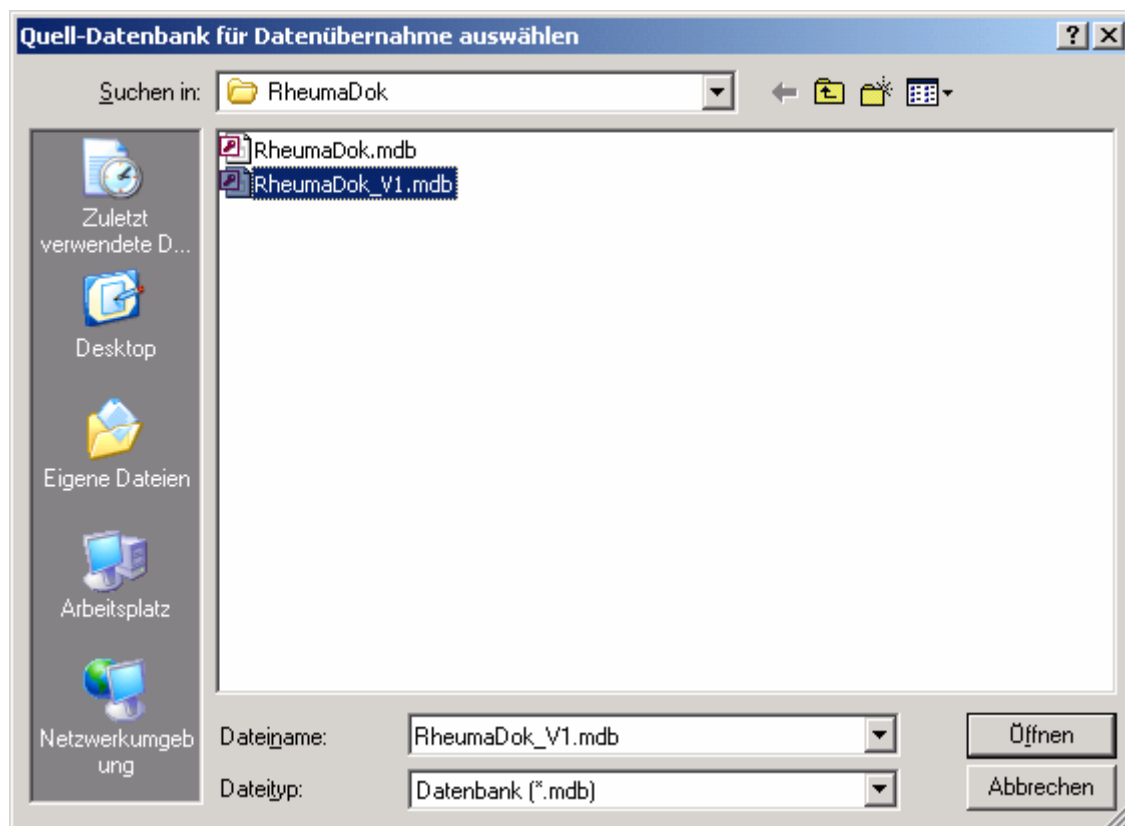 Quell-Datenbank für Datenübernahme auswählen
Suchen in:
RheumaDok
RheumaDok.mdb
RheumaDok_V1.mdb
Zuletzt
verwendete D...
Desktop
Eigene Dateien
Arbeitsplatz
Netzwerkumgeb
ung
Dateiname:
RheumaDok_V1.mdb
Öffnen
Dateityp:
Datenbank (*.mdb)
Abbrechen